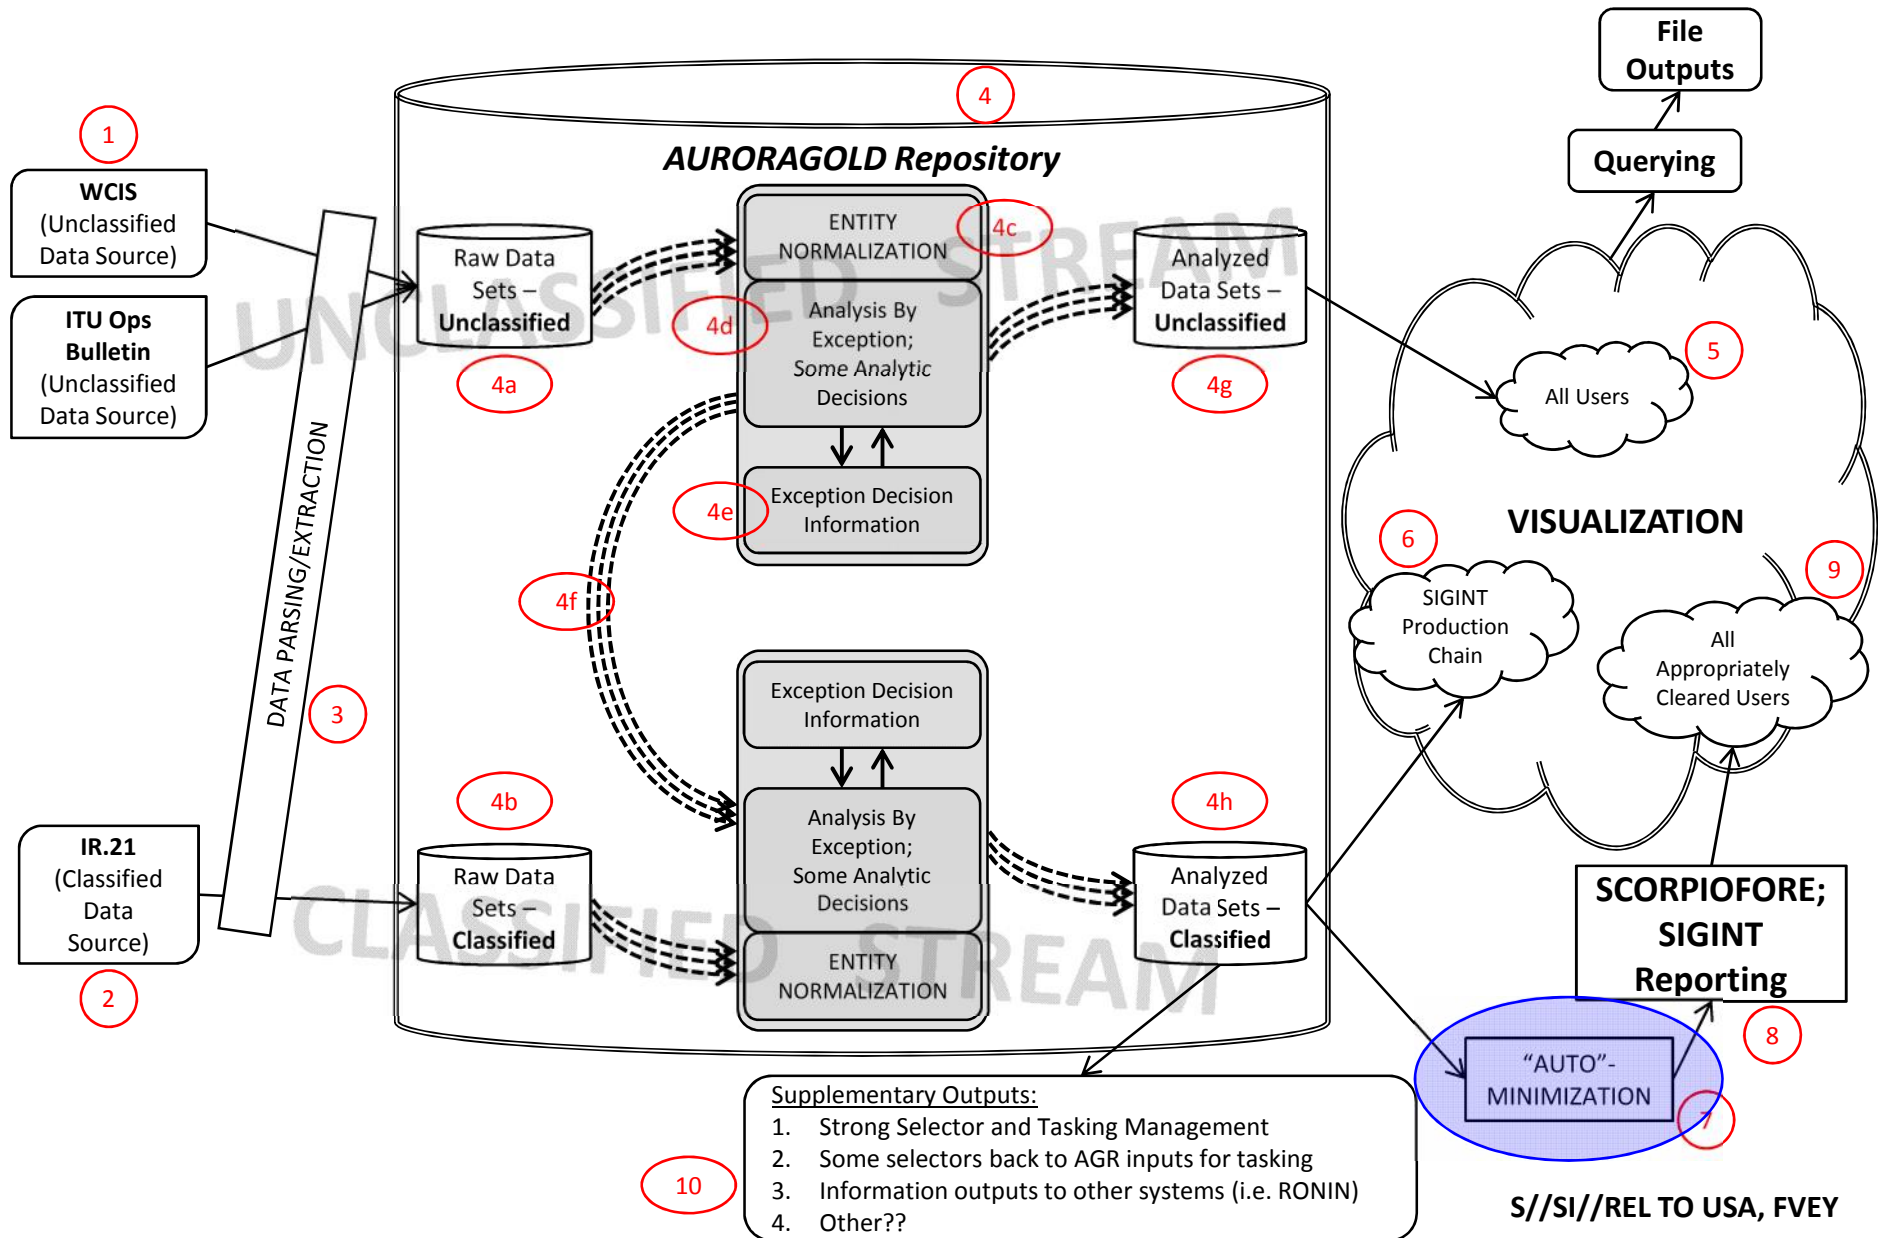 File
Outputs
Querying
1
WCIS
(Unclassified
Data Source)
ITU Ops
Bulletin
(Unclassified
Data Source)
DATA PARSING/EXTRACTION
3
IR.21
(Classified
Data
Source)
2
4
AURORAGOLD Repository
UNCLASSIFIED STREAM
Raw Data
Sets –
Unclassified
4a
ENTITY
NORMALIZATION
4c
Analysis By
Exception;
Some Analytic
Decisions
4d
Exception Decision
Information
4e
4f
Analyzed
Data Sets –
Unclassified
4g
Exception Decision
Information
Analysis By
Exception;
Some Analytic
Decisions
ENTITY
NORMALIZATION
4b
Raw Data
Sets –
Classified
CLASSIFIED STREAM
4h
Analyzed
Data Sets –
Classified
5
All Users
VISUALIZATION
6
SIGINT
Production
Chain
9
All
Appropriately
Cleared Users
SCORPIOFORE;
SIGINT
Reporting
8
“AUTO”-
MINIMIZATION
7
10
Supplementary Outputs:
1. Strong Selector and Tasking Management
2. Some selectors back to AGR inputs for tasking
3. Information outputs to other systems (i.e. RONIN)
4. Other??
S//SI//REL TO USA, FVEY